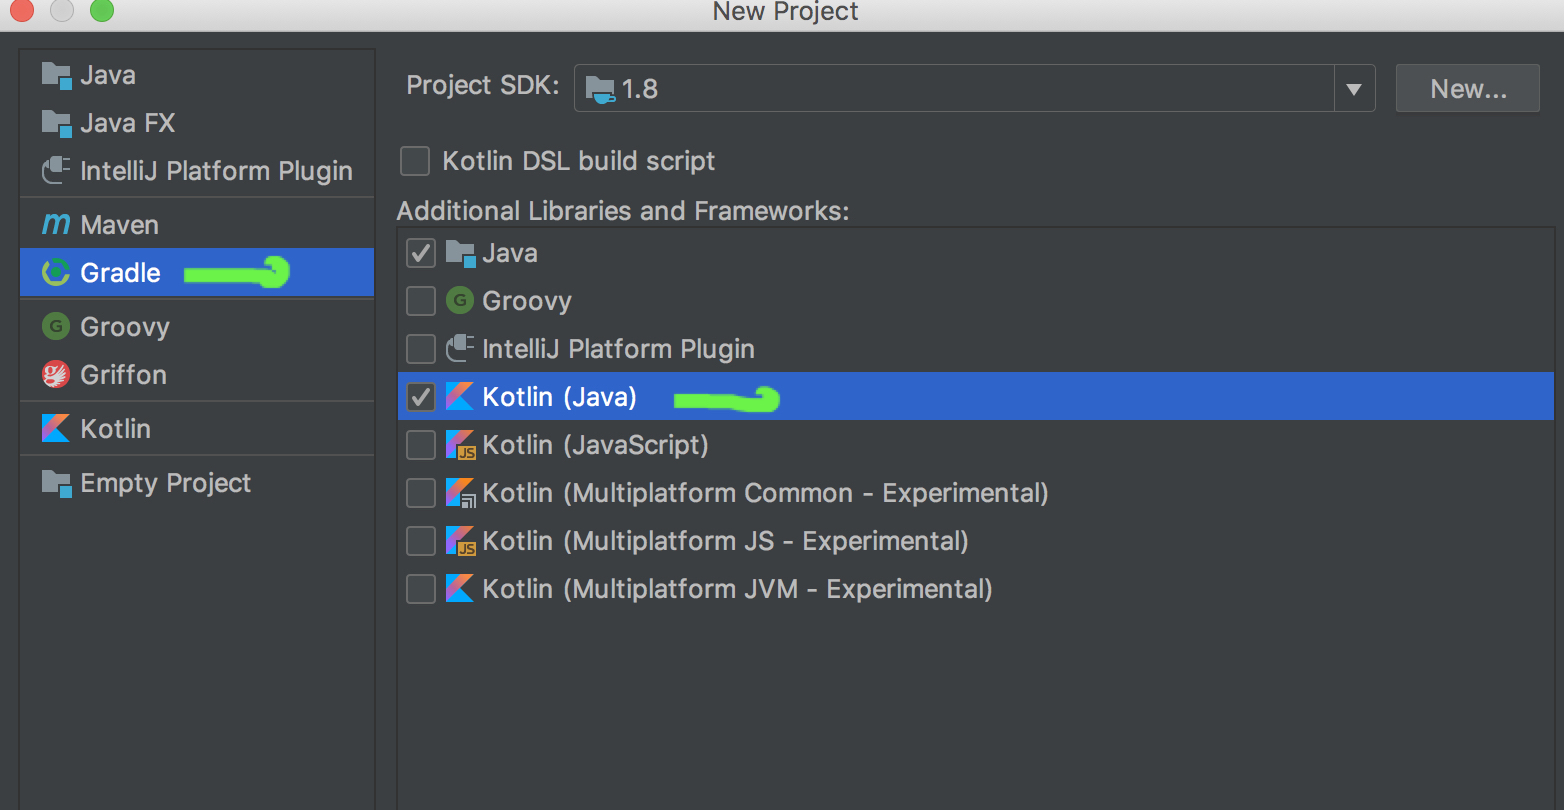 New Project
Java
Java FX
IntelliJ Platform Plugin
m Maven
Gradle
G Groovy
g Griffon
Kotlin
Empty Project
Project SDK: 1.8 New...
Kotlin DSL build script
Additional Libraries and Frameworks:
Java
G Groovy
IntelliJ Platform Plugin
Kotlin (Java)
JS Kotlin (JavaScript)
Kotlin (Multiplatform Common - Experimental)
JS Kotlin (Multiplatform JS - Experimental)
Kotlin (Multiplatform JVM - Experimental)